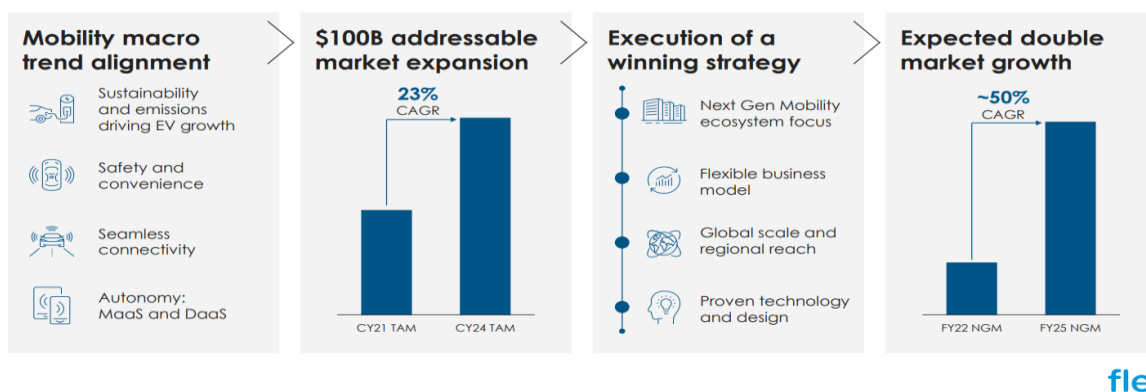 Mobility macro
trend alignment
Sustainability
and emissions
driving EV growth
Safety and
convenience
Seamless
connectivity
Autonomy:
MaaS and DaaS
$100B addressable
market expansion
23%
CAGR
CY21 TAM
CY24 TAM
Execution of a
winning strategy
Next Gen Mobility
ecosystem focus
Flexible business
model
Global scale and
regional reach
Proven technology
and design
Expected double
market growth
~50%
CAGR
FY22 NGM
FY25 NGM
fle